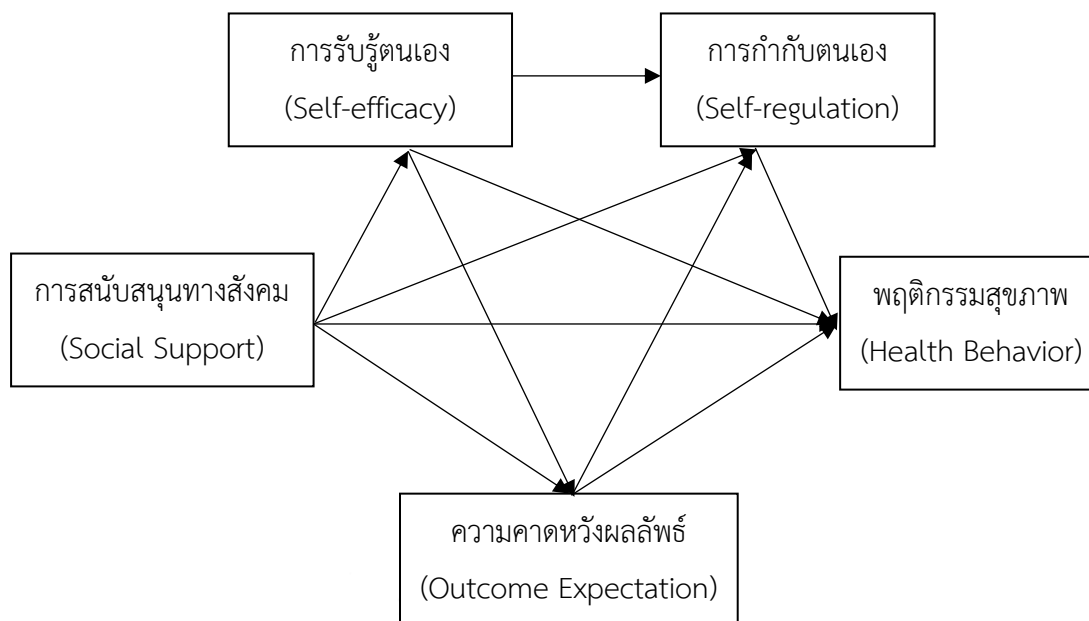 การรับรู้ตนเอง
(Self-efficacy)
การกำกับตนเอง
(Self-regulation)
การสนับสนุนทางสังคม
(Social Support)
พฤติกรรมสุขภาพ
(Health Behavior)
ความคาดหวังผลลัพธ์
(Outcome Expectation)